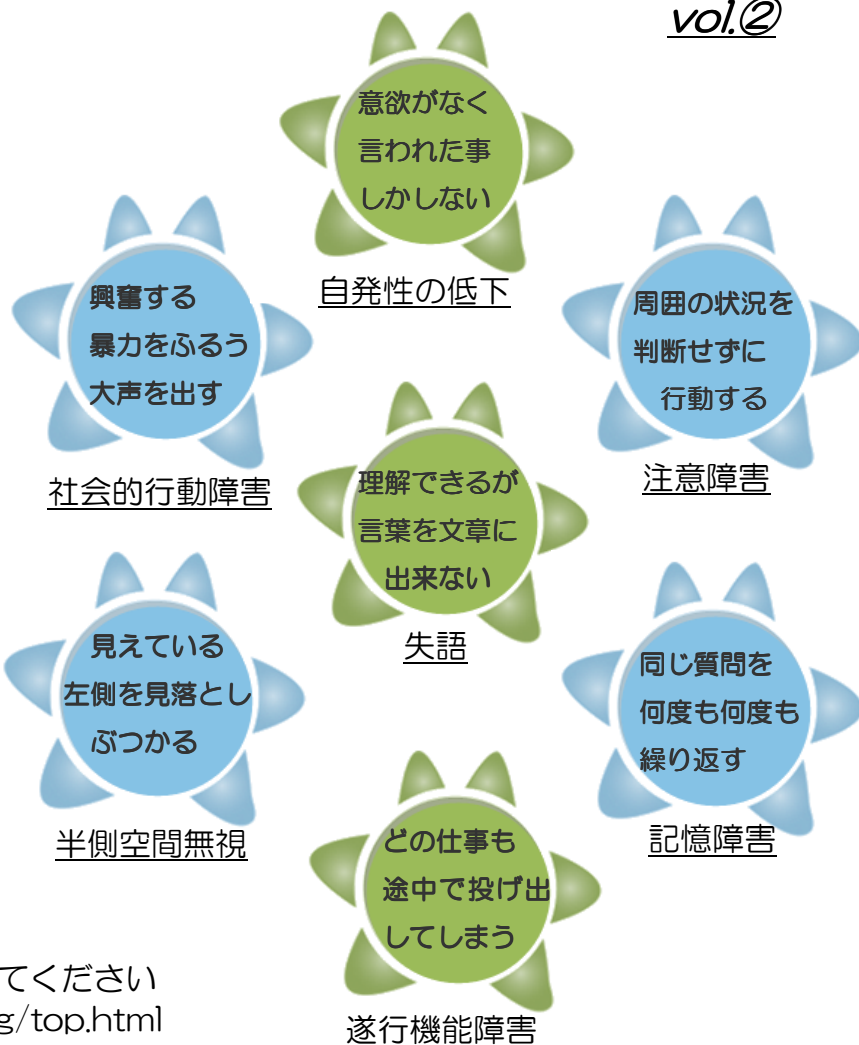 vol.②
意欲がなく
言われた事
しかしない
自発性の低下
興奮する
暴力をふるう
大声を出す
社会的行動障害
周囲の状況を
判断せずに
行動する
注意障害
理解できるが
言葉を文章に
出来ない
失語
見えている
左側を見落とし
ぶつかる
半側空間無視
同じ質問を
何度も何度も
繰り返す
記憶障害
どの仕事も
途中で投げ出
してしまう
遂行機能障害
てください
g/top.html